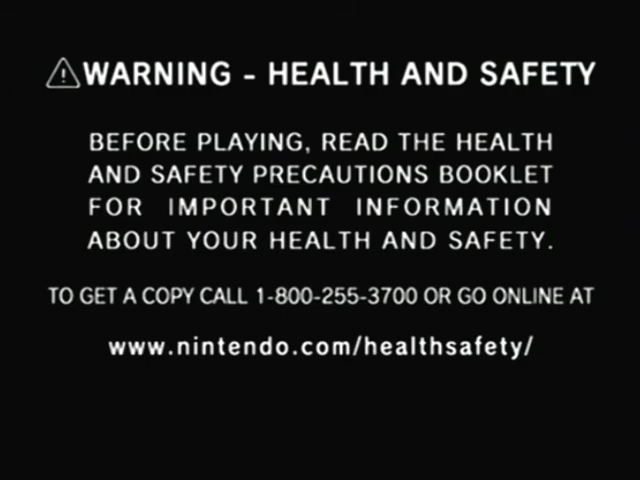 WARNING - HEALTH AND SAFETY
BEFORE PLAYING, READ THE HEALTH
AND SAFETY PRECAUTIONS BOOKLET
FOR IMPORTANT INFORMATION
ABOUT YOUR HEALTH AND SAFETY.
TO GET A COPY CALL 1-800-255-3700 OR GO ONLINE AT
www.nintendo.com/healthsafety/